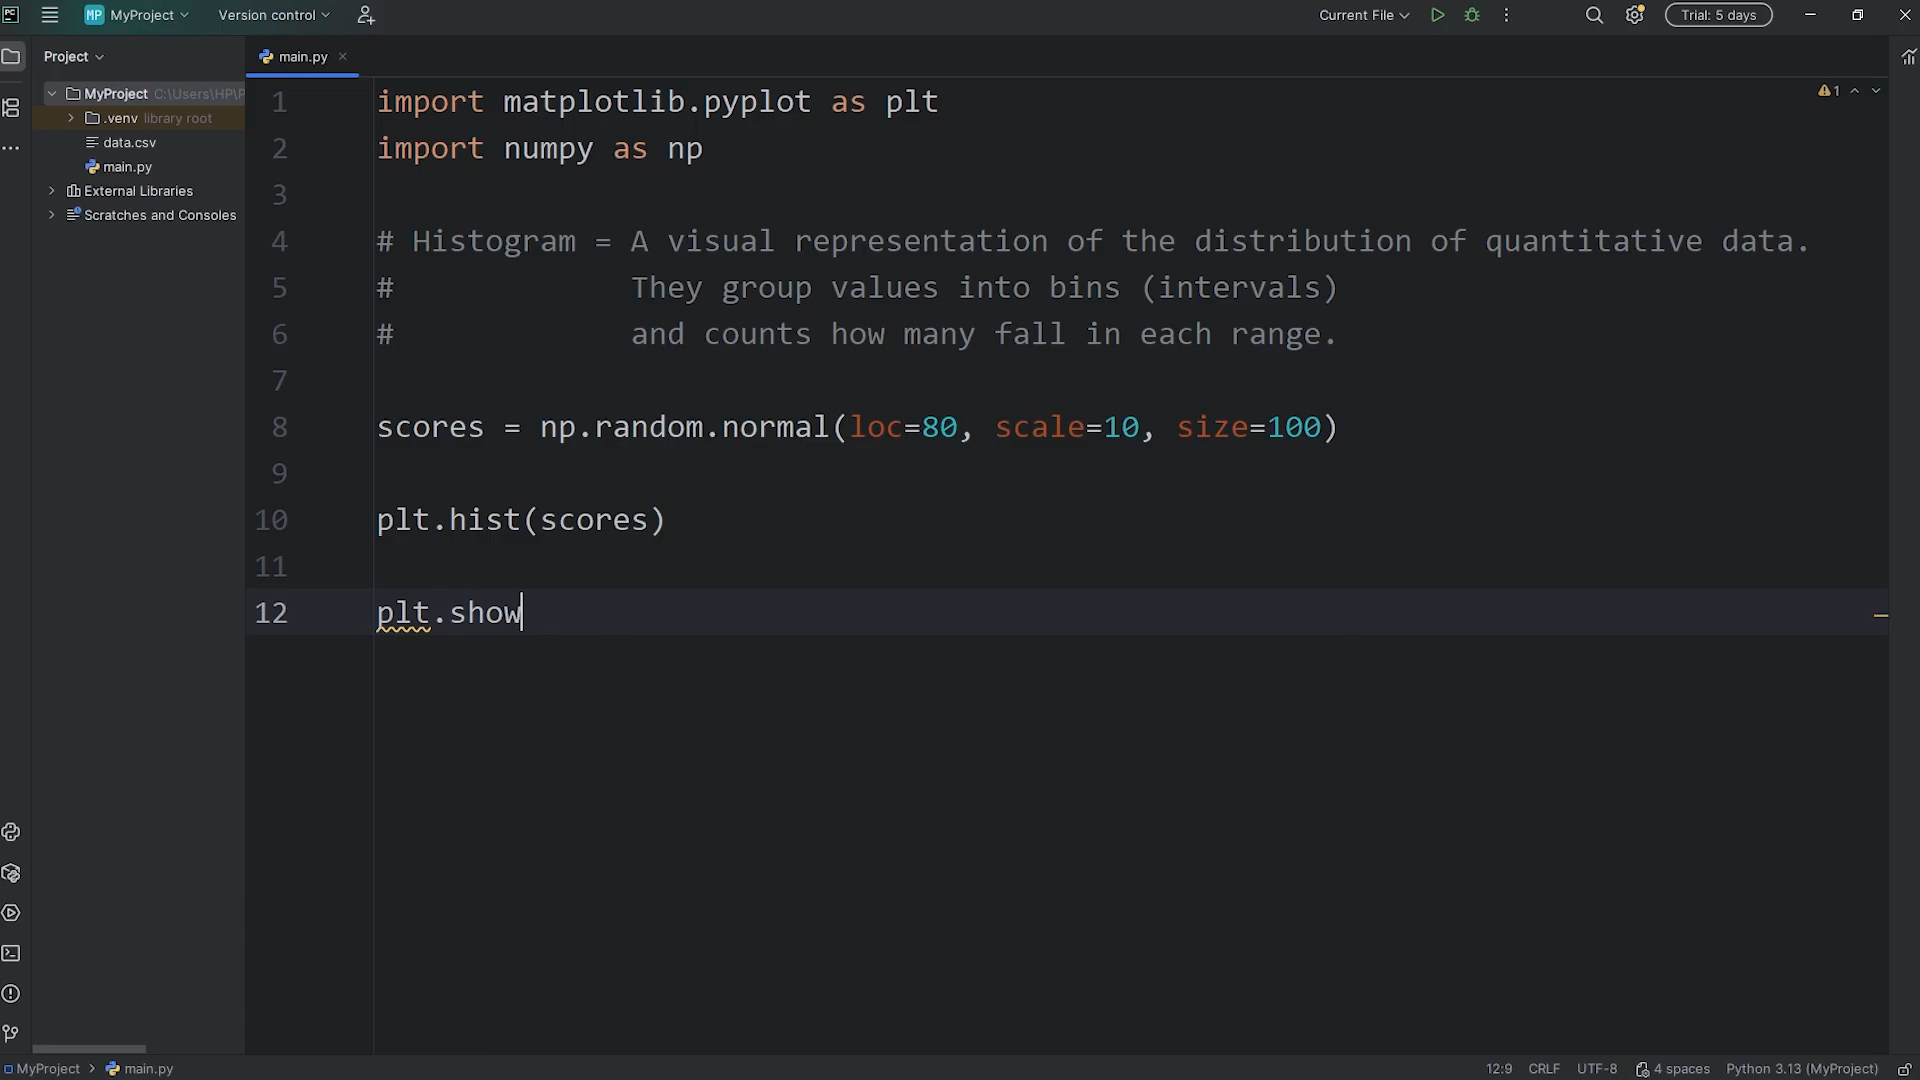 PC
MP MyProject
Version control
Current File
Trial: 5 days
Project
main.py
MyProject C:\Users\HP\P
.venv library root
data.csv
main.py
External Libraries
Scratches and Consoles
1 import matplotlib.pyplot as plt
2 import numpy as np
3
4 # Histogram = A visual representation of the distribution of quantitative data.
5 # They group values into bins (intervals)
6 # and counts how many fall in each range.
7
8 scores = np.random.normal(loc=80, scale=10, size=100)
9
10 plt.hist(scores)
11
12 plt.show
1
MyProject > main.py
12:9 CRLF UTF-8 4 spaces Python 3.13 (MyProject)